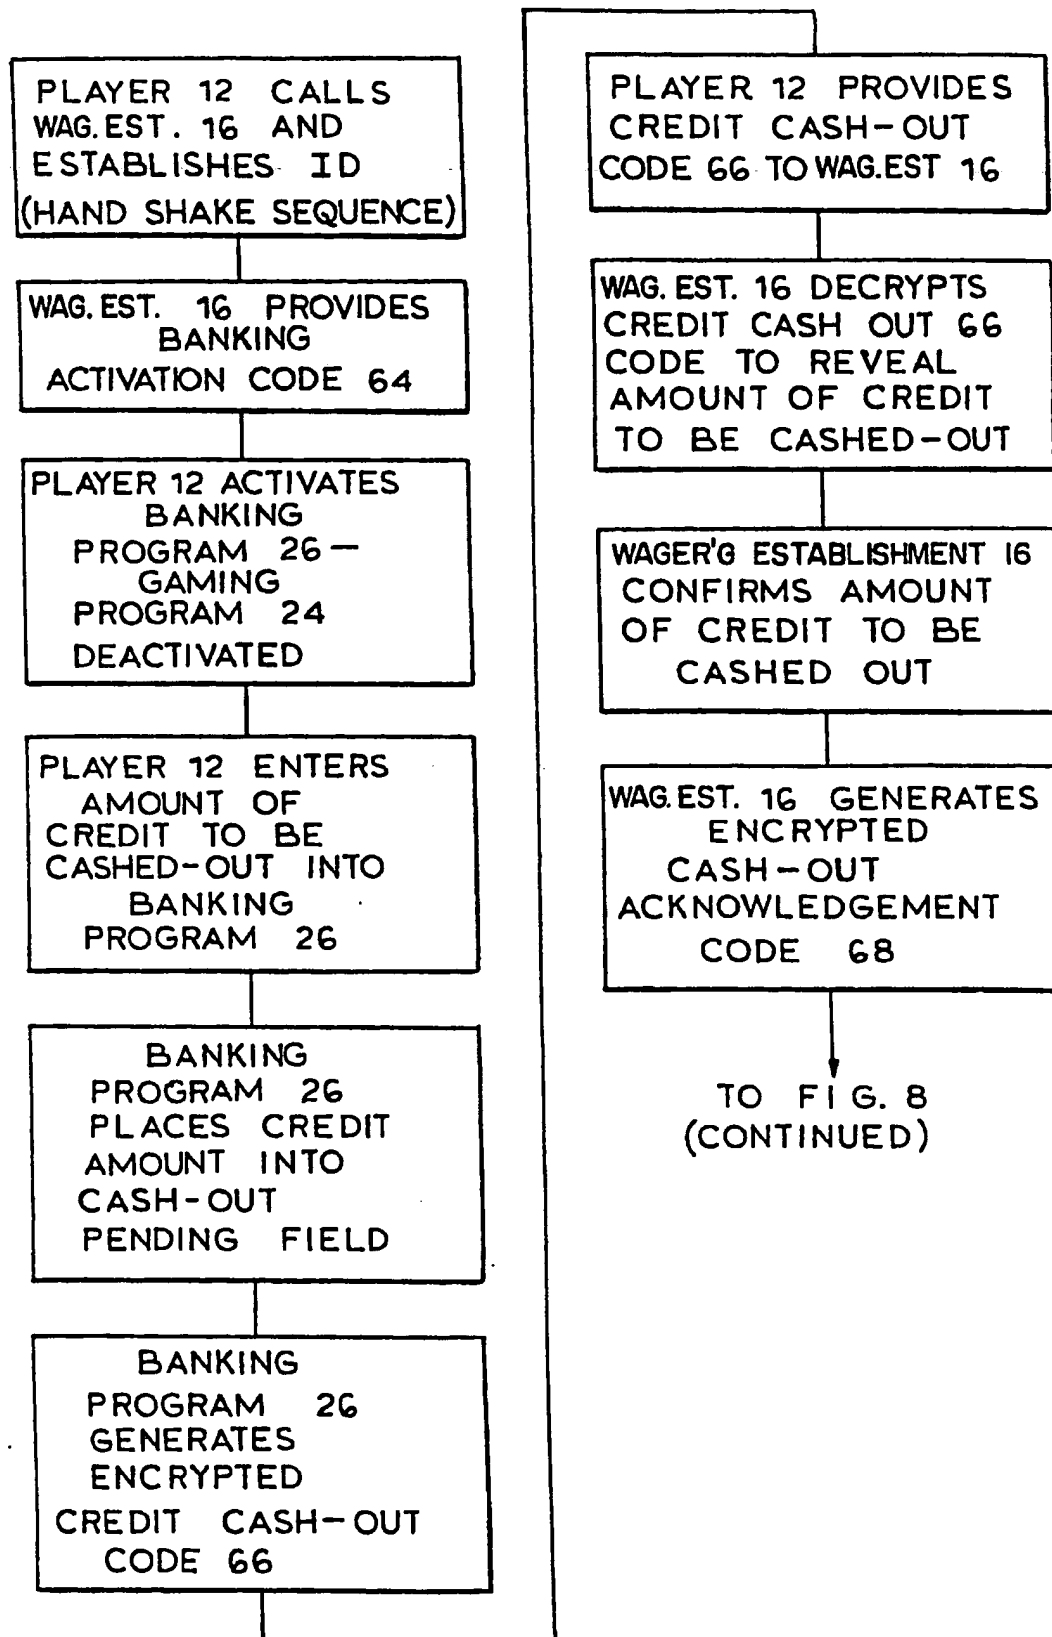 PLAYER 12 CALLS
WAG.EST. 16 AND
ESTABLISHES ID
(HAND SHAKE SEQUENCE)
WAG.EST. 16 PROVIDES
BANKING
ACTIVATION CODE 64
PLAYER 12 ACTIVATES
BANKING
PROGRAM 26 —
GAMING
PROGRAM 24
DEACTIVATED
PLAYER 12 ENTERS
AMOUNT OF
CREDIT TO BE
CASHED-OUT INTO
BANKING
PROGRAM 26
BANKING
PROGRAM 26
PLACES CREDIT
AMOUNT INTO
CASH-OUT
PENDING FIELD
BANKING
PROGRAM 26
GENERATES
ENCRYPTED
CREDIT CASH-OUT
CODE 66
PLAYER 12 PROVIDES
CREDIT CASH-OUT
CODE 66 TO WAG.EST 16
WAG. EST. 16 DECRYPTS
CREDIT CASH OUT 66
CODE TO REVEAL
AMOUNT OF CREDIT
TO BE CASHED-OUT
WAGER'G ESTABLISHMENT 16
CONFIRMS AMOUNT
OF CREDIT TO BE
CASHED OUT
WAG.EST. 16 GENERATES
ENCRYPTED
CASH-OUT
ACKNOWLEDGEMENT
CODE 68
TO FIG. 8
(CONTINUED)